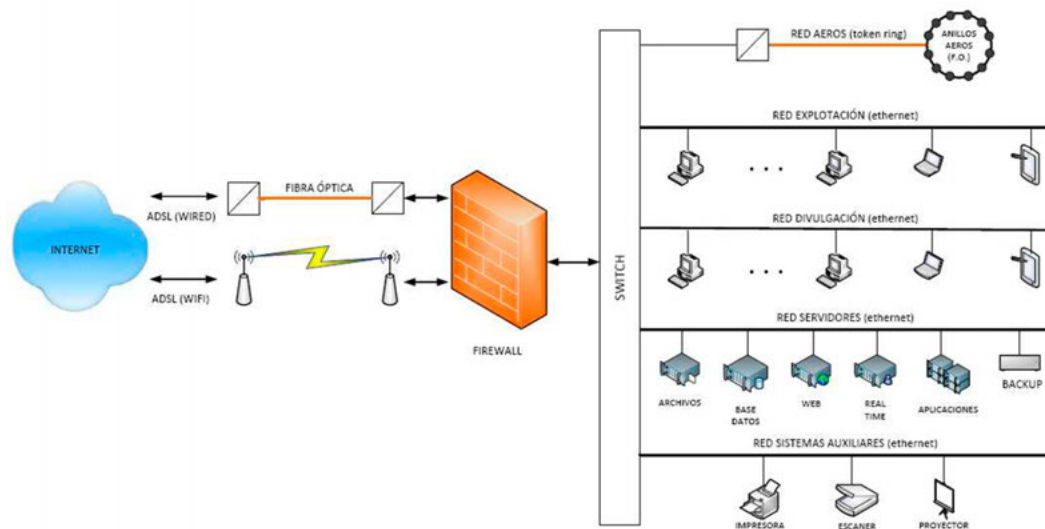 RED AEROS (token ring)
ANILLOS
AEROS
(F.O.)
RED EXPLOTACIÓN (ethernet)
FIBRA ÓPTICA
ADSL (WIRED)
INTERNET
ADSL (WIFI)
FIREWALL
SWITCH
RED DIVULGACIÓN (ethernet)
RED SERVIDORES (ethernet)
ARCHIVOS
BASE
DATOS
WEB
REAL
TIME
APLICACIONES
BACKUP
RED SISTEMAS AUXILIARES (ethernet)
IMPRESORA
ESCANER
PROYECTOR